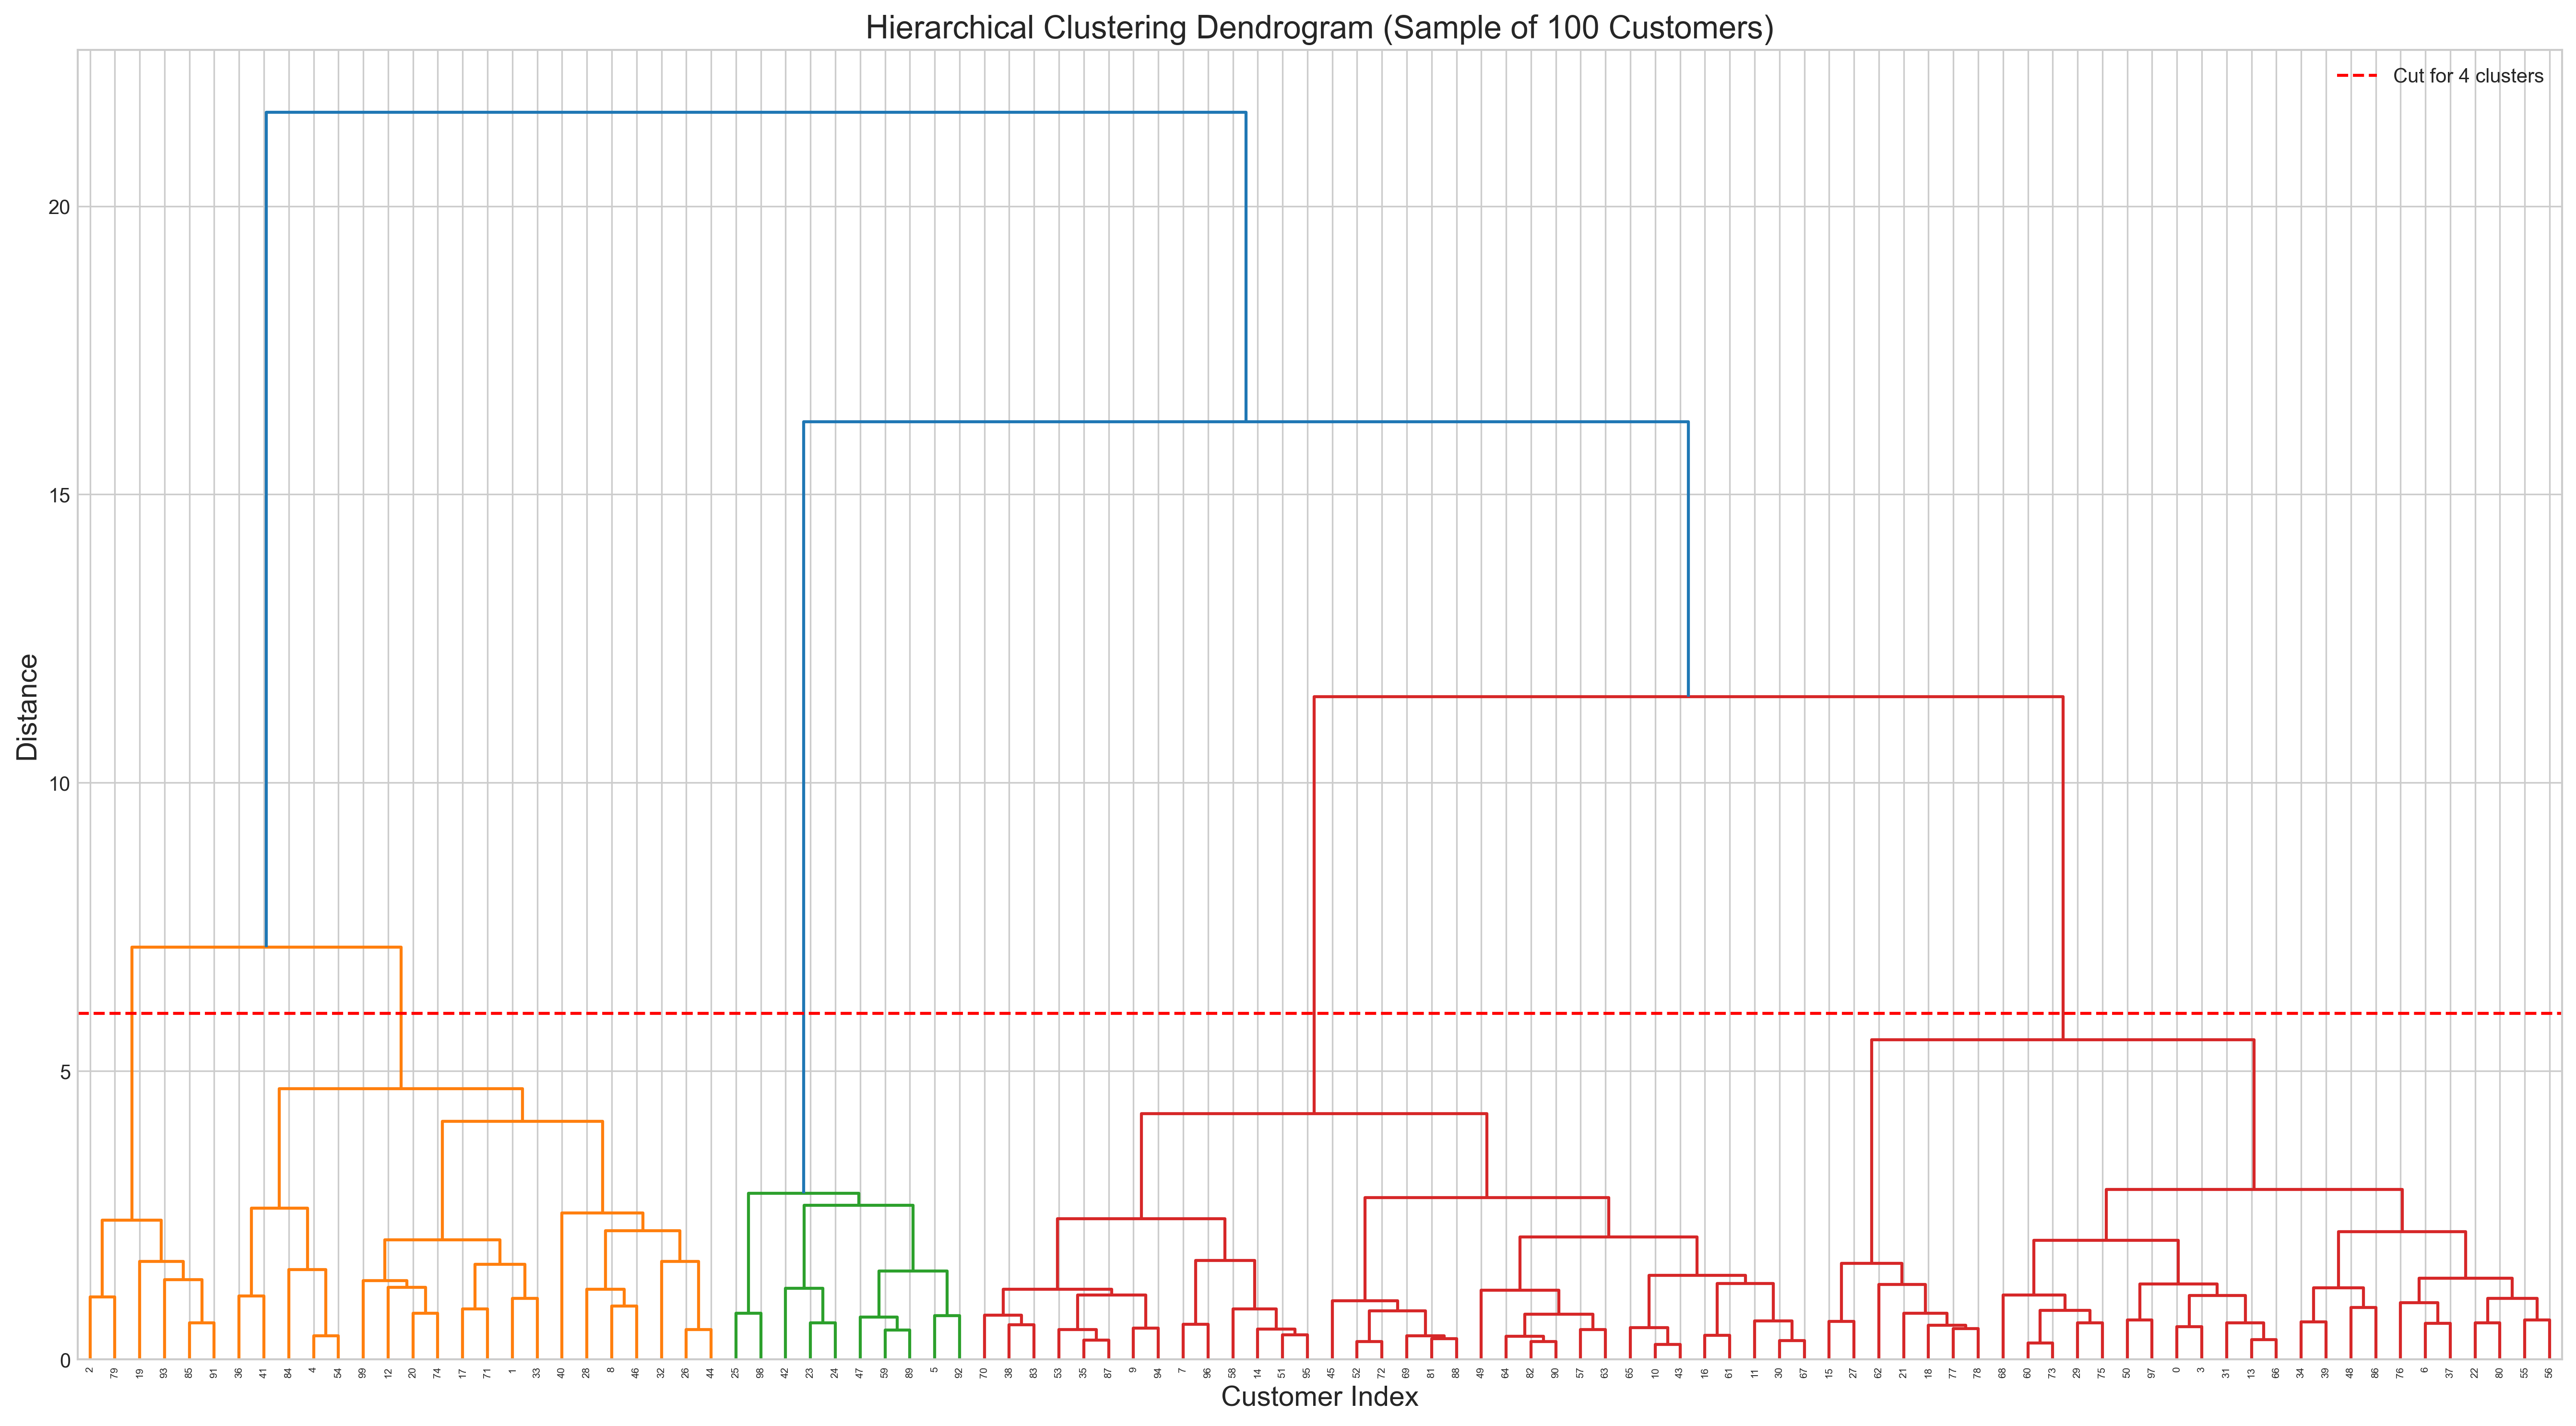 Hierarchical Clustering Dendrogram (Sample of 100 Customers)
Cut for 4 clusters
Distance
20
15
10
5
0
2 79 19 93 85 91 36 41 84 4 54 99 12 20 74 17 71 1 33 40 28 8 46 32 26 44 25 98 42 23 24 47 59 89 5 92 70 38 83 53 35 87 9 94 7 96 58 14 51 95 45 52 72 69 81 88 49 64 82 90 57 63 65 10 43 16 61 11 30 67 15 27 62 21 18 77 78 68 60 73 29 75 50 97 0 3 31 13 66 34 39 48 86 76 6 37 22 80 55 56
Customer Index